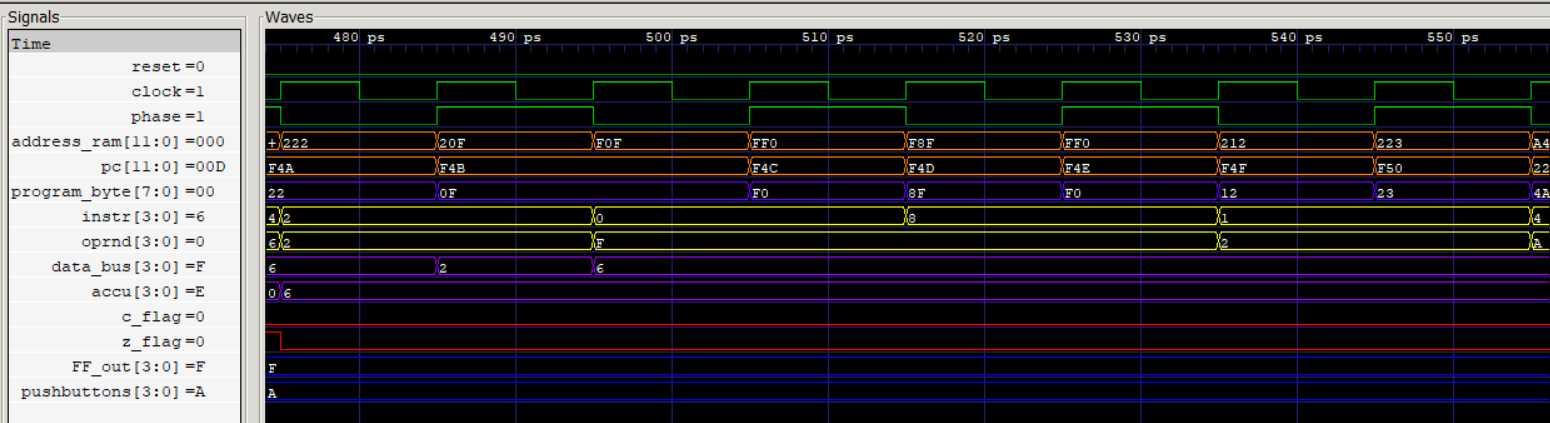 Signals Waves
Time 480 ps 490 ps 500 ps 510 ps 520 ps 530 ps 540 ps 550 ps
reset=0
clock=1
phase=1
address_ram[11:0]=000 + 222 20F F0F FF0 F8F FF0 212 223 A4
pc[11:0]=00D F4A F4B F4C F4D F4E F4F F50 22
program_byte[7:0]=00 22 0F F0 8F F0 12 23 4A
instr[3:0]=6 4 2 0 8 1 4
oprnd[3:0]=0 6 2 F 2 A
data_bus[3:0]=F 6 2 6
accu[3:0]=E 0 6
c_flag=0
z_flag=0
FF_out[3:0]=F F
pushbuttons[3:0]=A A